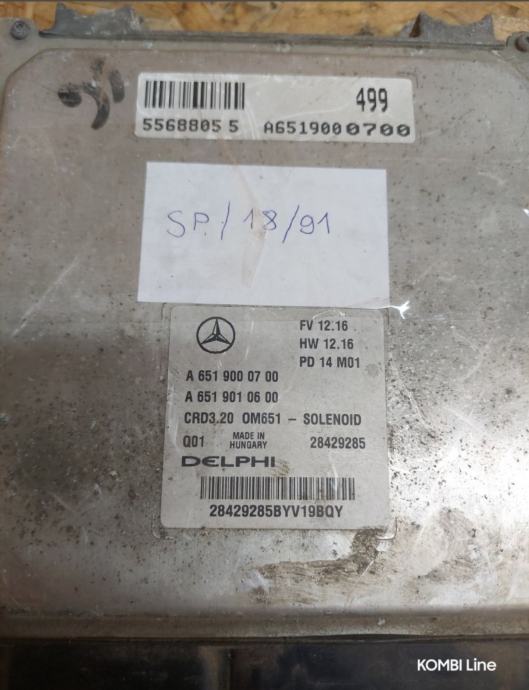 499
55688055 A6519000700
SP./18/91
FV 12.16
HW 12.16
PD 14 M01
A 651 900 07 00
A 651 901 06 00
CRD3.20 OM651 - SOLENOID
Q01 MADE IN HUNGARY 28429285
DELPHI
28429285BYV19BQY
KOMBI Line